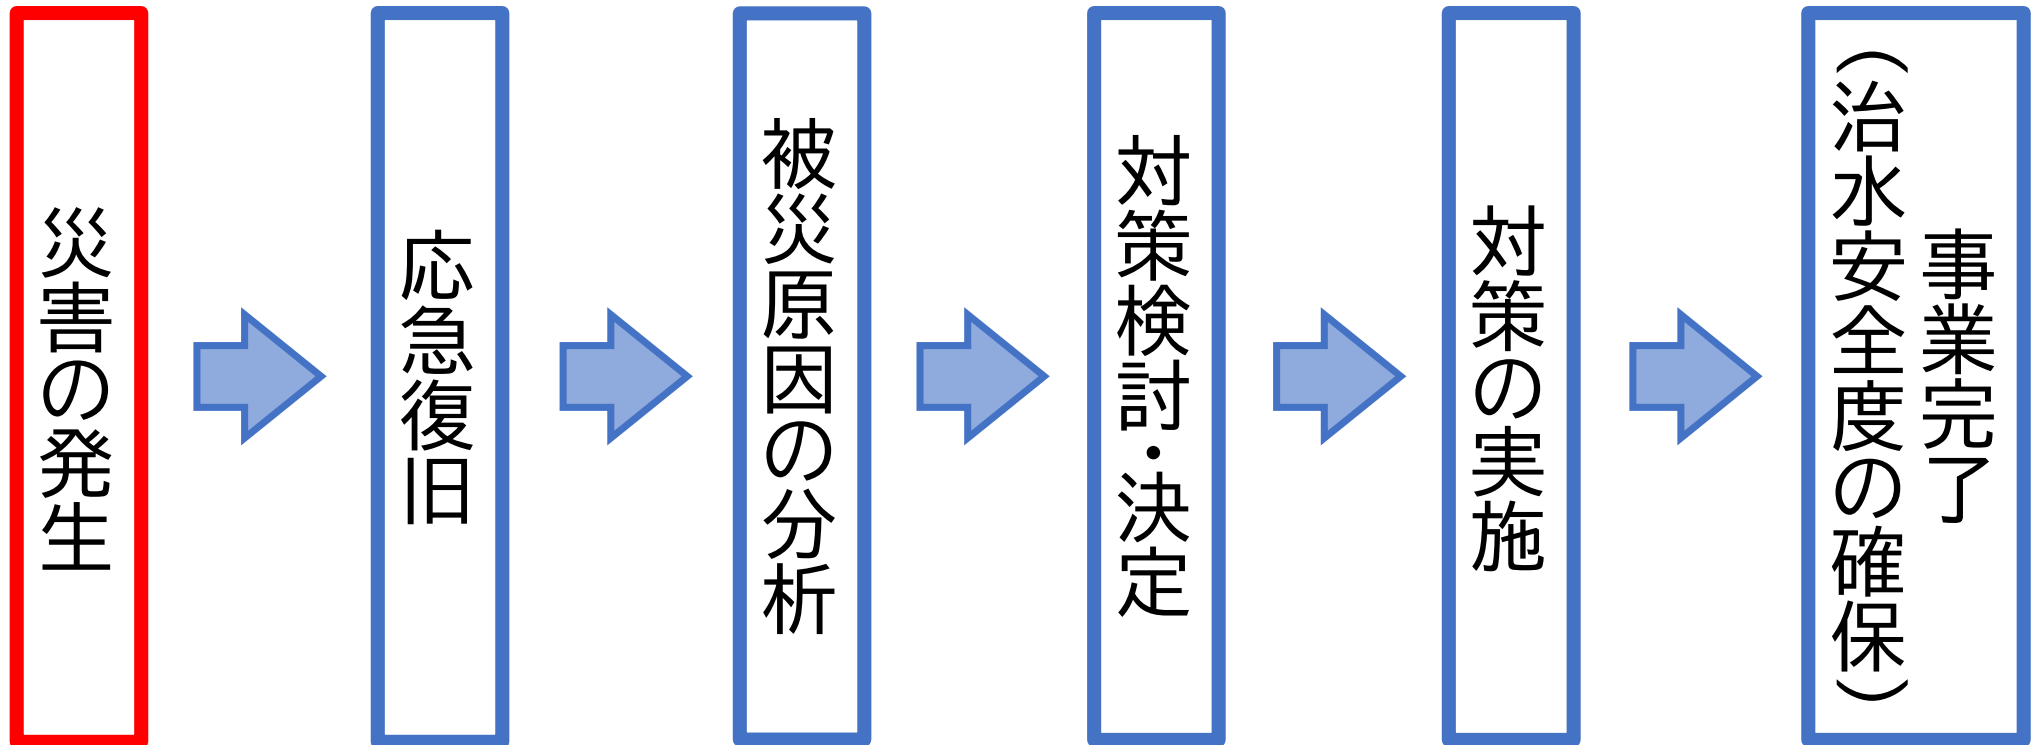 災害の発生
応急復旧
被災原因の分析
対策検討・決定
対策の実施
事業完了
（治水安全度の確保）